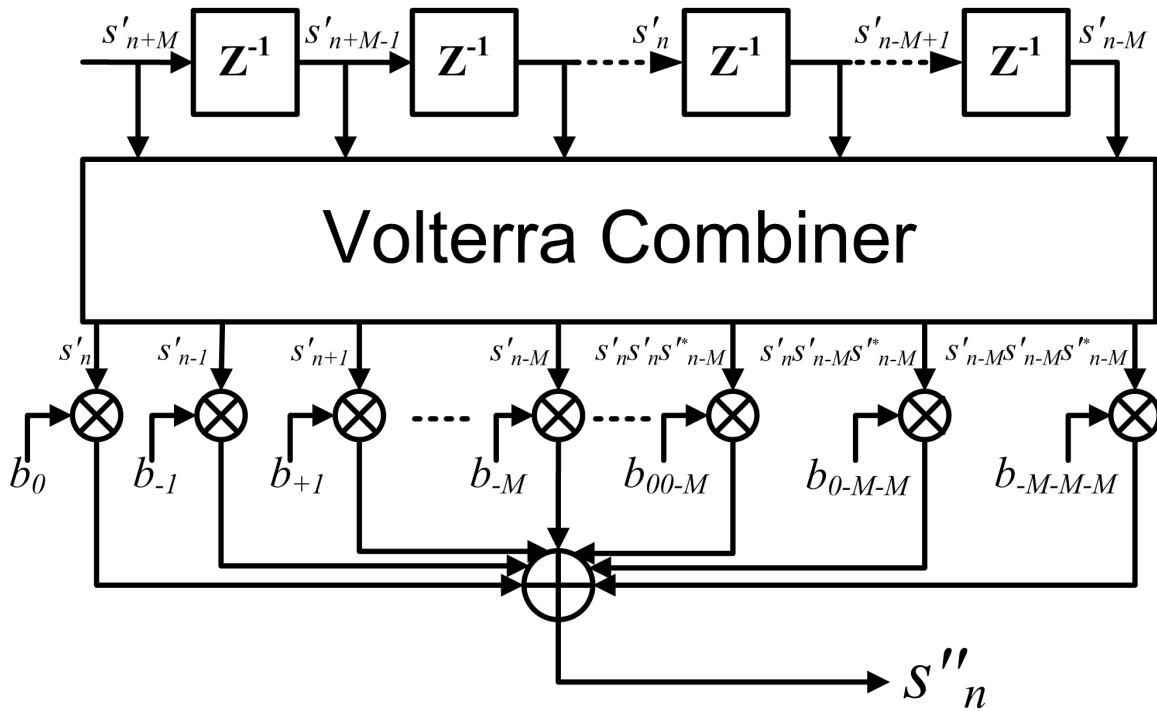 s'n+M s'n+M-1 s'n s'n-M+1 s'n-M
Z-1 Z-1 Z-1 Z-1
Volterra Combiner
s'n s'n-1 s'n+1 s'n-M s'ns'ns'*n-M s'ns'n-Ms'*n-M s'n-Ms'n-Ms'*n-M
b0 b-1 b+1 b-M b00-M b0-M-M b-M-M-M
s''n